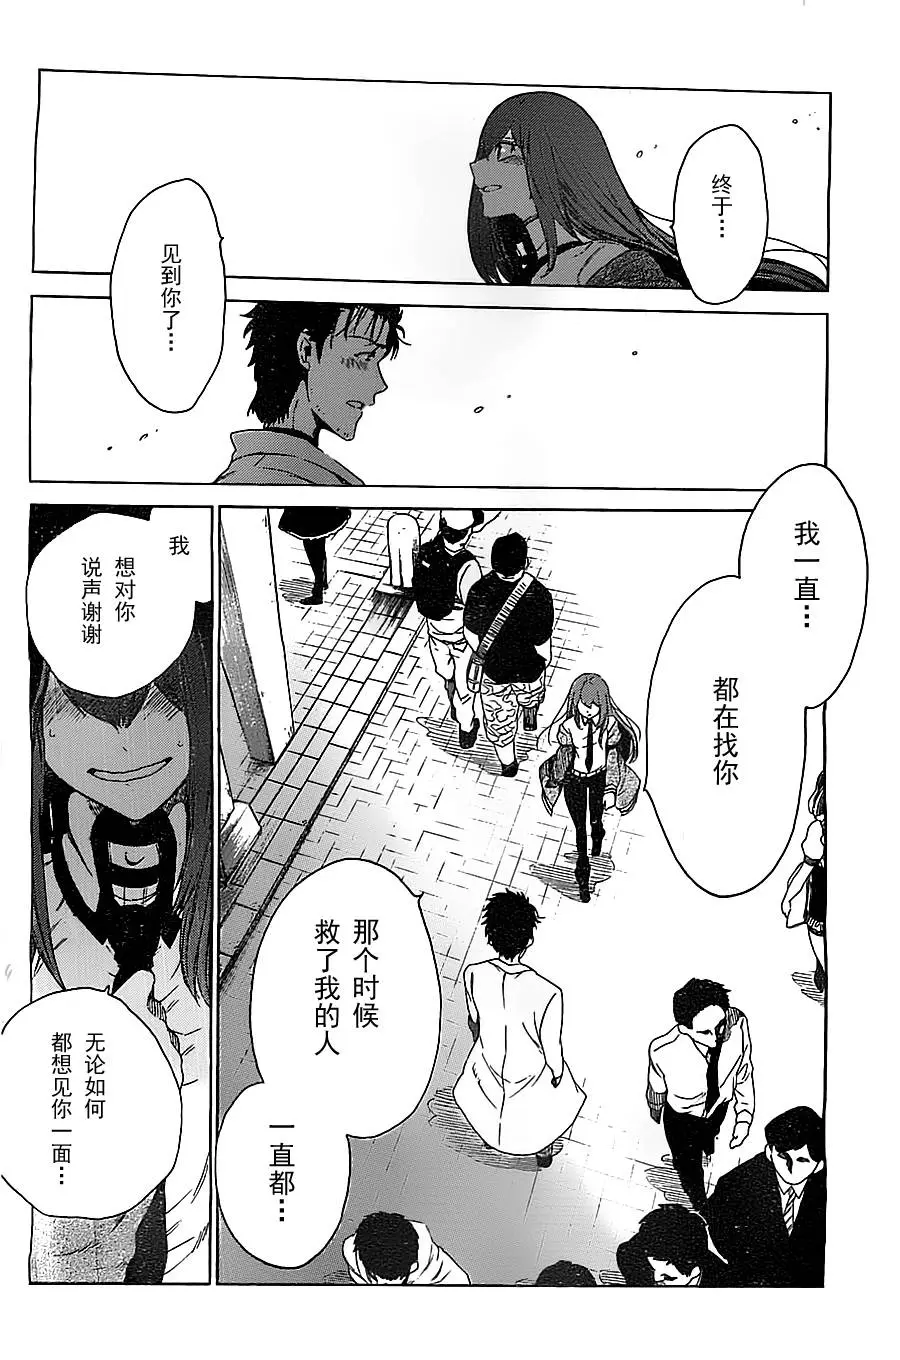 终于…
见到你了…
我一直…
都在找你
那个时候
救了我的人
一直都…
我
想对你
说声谢谢
无论如何
都想见你一面…